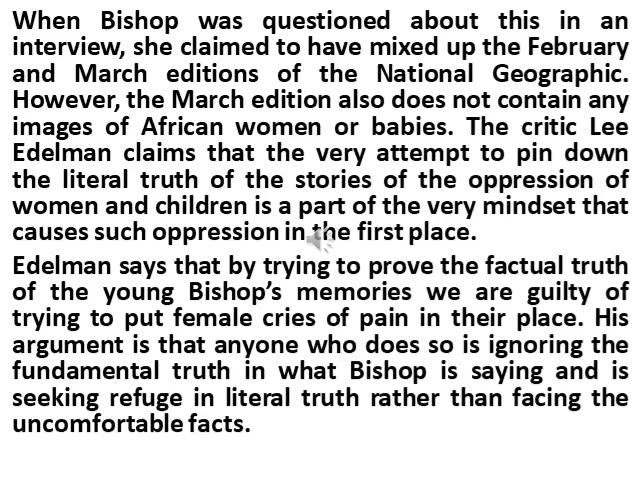 When Bishop was questioned about this in an
interview, she claimed to have mixed up the February
and March editions of the National Geographic.
However, the March edition also does not contain any
images of African women or babies. The critic Lee
Edelman claims that the very attempt to pin down
the literal truth of the stories of the oppression of
women and children is a part of the very mindset that
causes such oppression in the first place.
Edelman says that by trying to prove the factual truth
of the young Bishop’s memories we are guilty of
trying to put female cries of pain in their place. His
argument is that anyone who does so is ignoring the
fundamental truth in what Bishop is saying and is
seeking refuge in literal truth rather than facing the
uncomfortable facts.